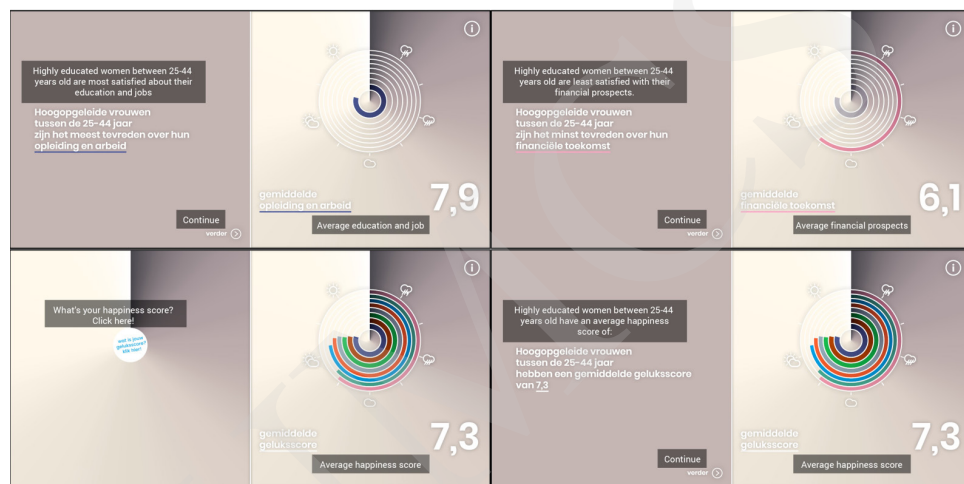 Highly educated women between 25-44
years old are most satisfied about their
education and jobs
Hoogopgeleide vrouwen
tussen de 25-44 jaar
zijn het meest tevreden over hun
opleiding en arbeid
Continue
verder
i
gemiddelde
opleiding en arbeid
7,9
Average education and job
Highly educated women between 25-44
years old are least satisfied with their
financial prospects.
Hoogopgeleide vrouwen
tussen de 25-44 jaar
zijn het minst tevreden over hun
financiële toekomst
Continue
verder
i
gemiddelde
financiële toekomst
6,1
Average financial prospects
What's your happiness score?
Click here!
wat is jouw
geluksscore?
klik hier!
i
gemiddelde
geluksscore
7,3
Average happiness score
Highly educated women between 25-44
years old have an average happiness
score of:
Hoogopgeleide vrouwen
tussen de 25-44 jaar
hebben een gemiddelde geluksscore
van 7,3
Continue
verder
i
gemiddelde
geluksscore
7,3
Average happiness score